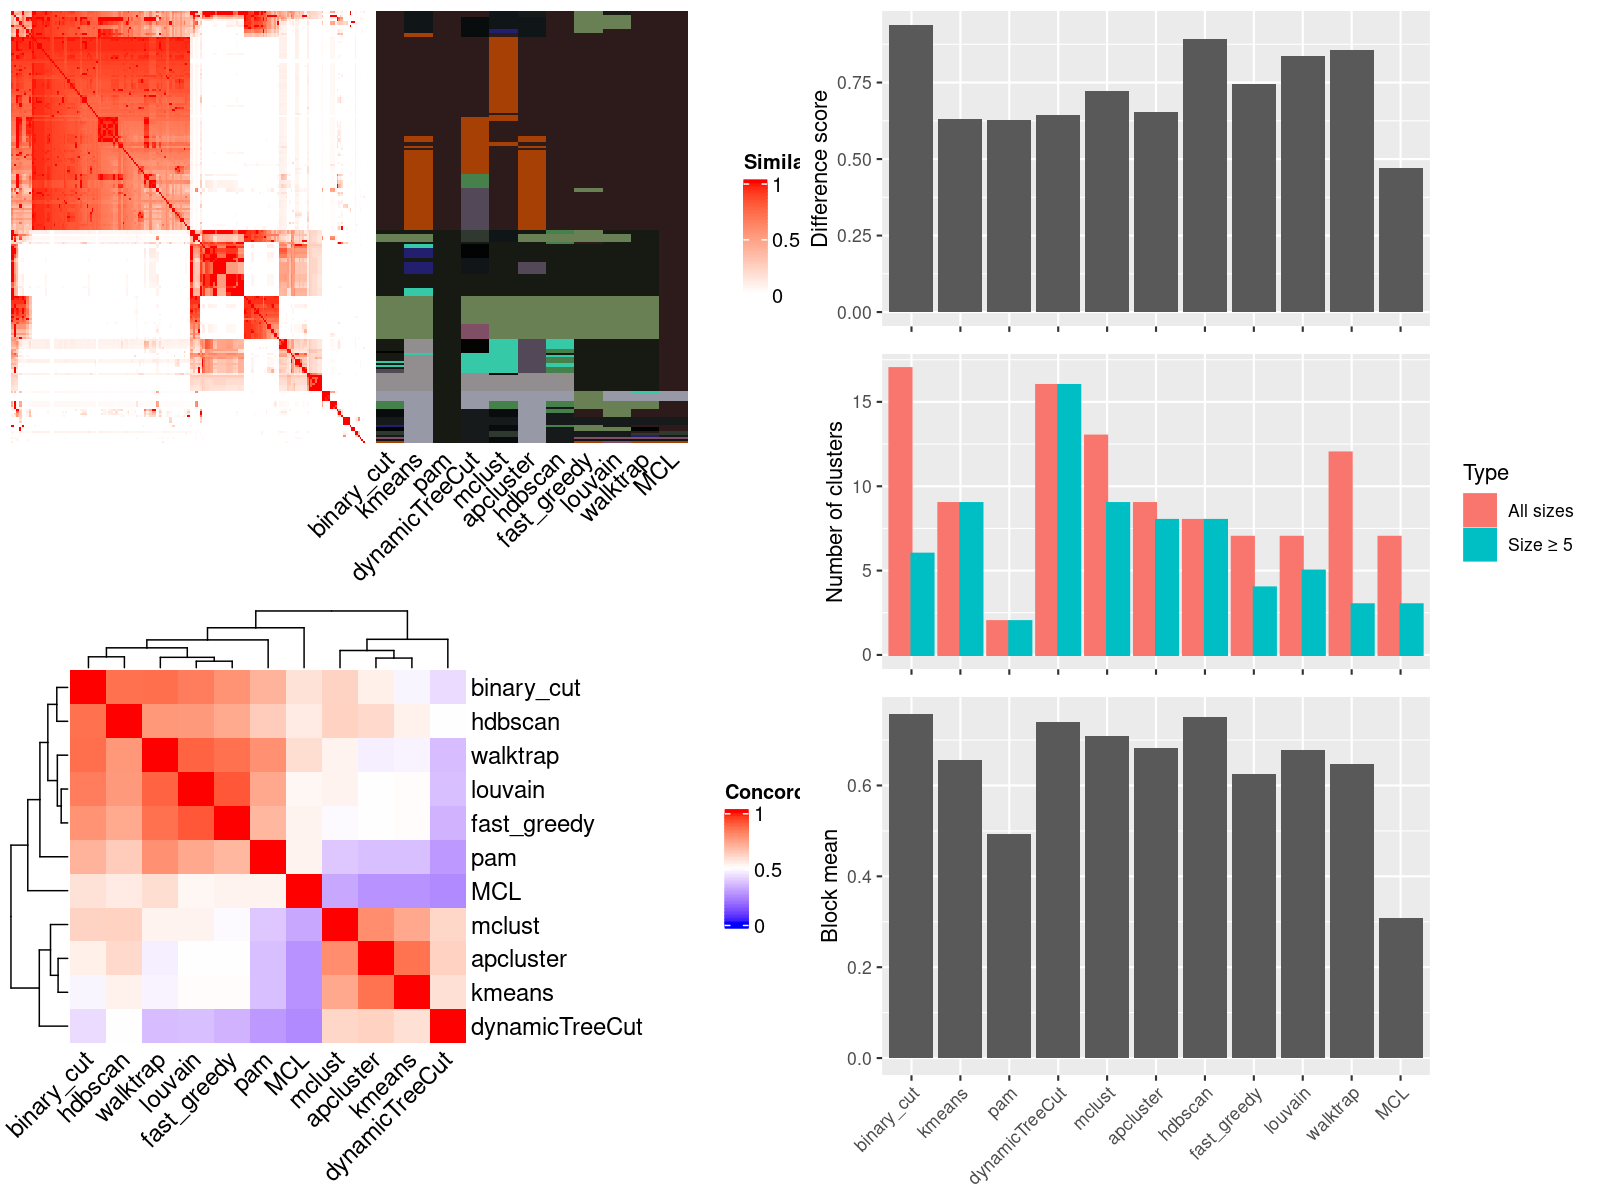 Simila
1
0.5
0
binary_cut
kmeans
pam
dynamicTreeCut
mclust
apcluster
hdbscan
fast_greedy
louvain
walktrap
MCL
Difference score
0.75
0.50
0.25
0.00
Number of clusters
15
10
5
0
Type
All sizes
Size ≥ 5
binary_cut
hdbscan
walktrap
louvain
fast_greedy
pam
MCL
mclust
apcluster
kmeans
dynamicTreeCut
binary_cut
hdbscan
walktrap
louvain
fast_greedy
pam
MCL
mclust
apcluster
kmeans
dynamicTreeCut
Concord
1
0.5
0
Block mean
0.6
0.4
0.2
0.0
binary_cut
kmeans
pam
dynamicTreeCut
mclust
apcluster
hdbscan
fast_greedy
louvain
walktrap
MCL